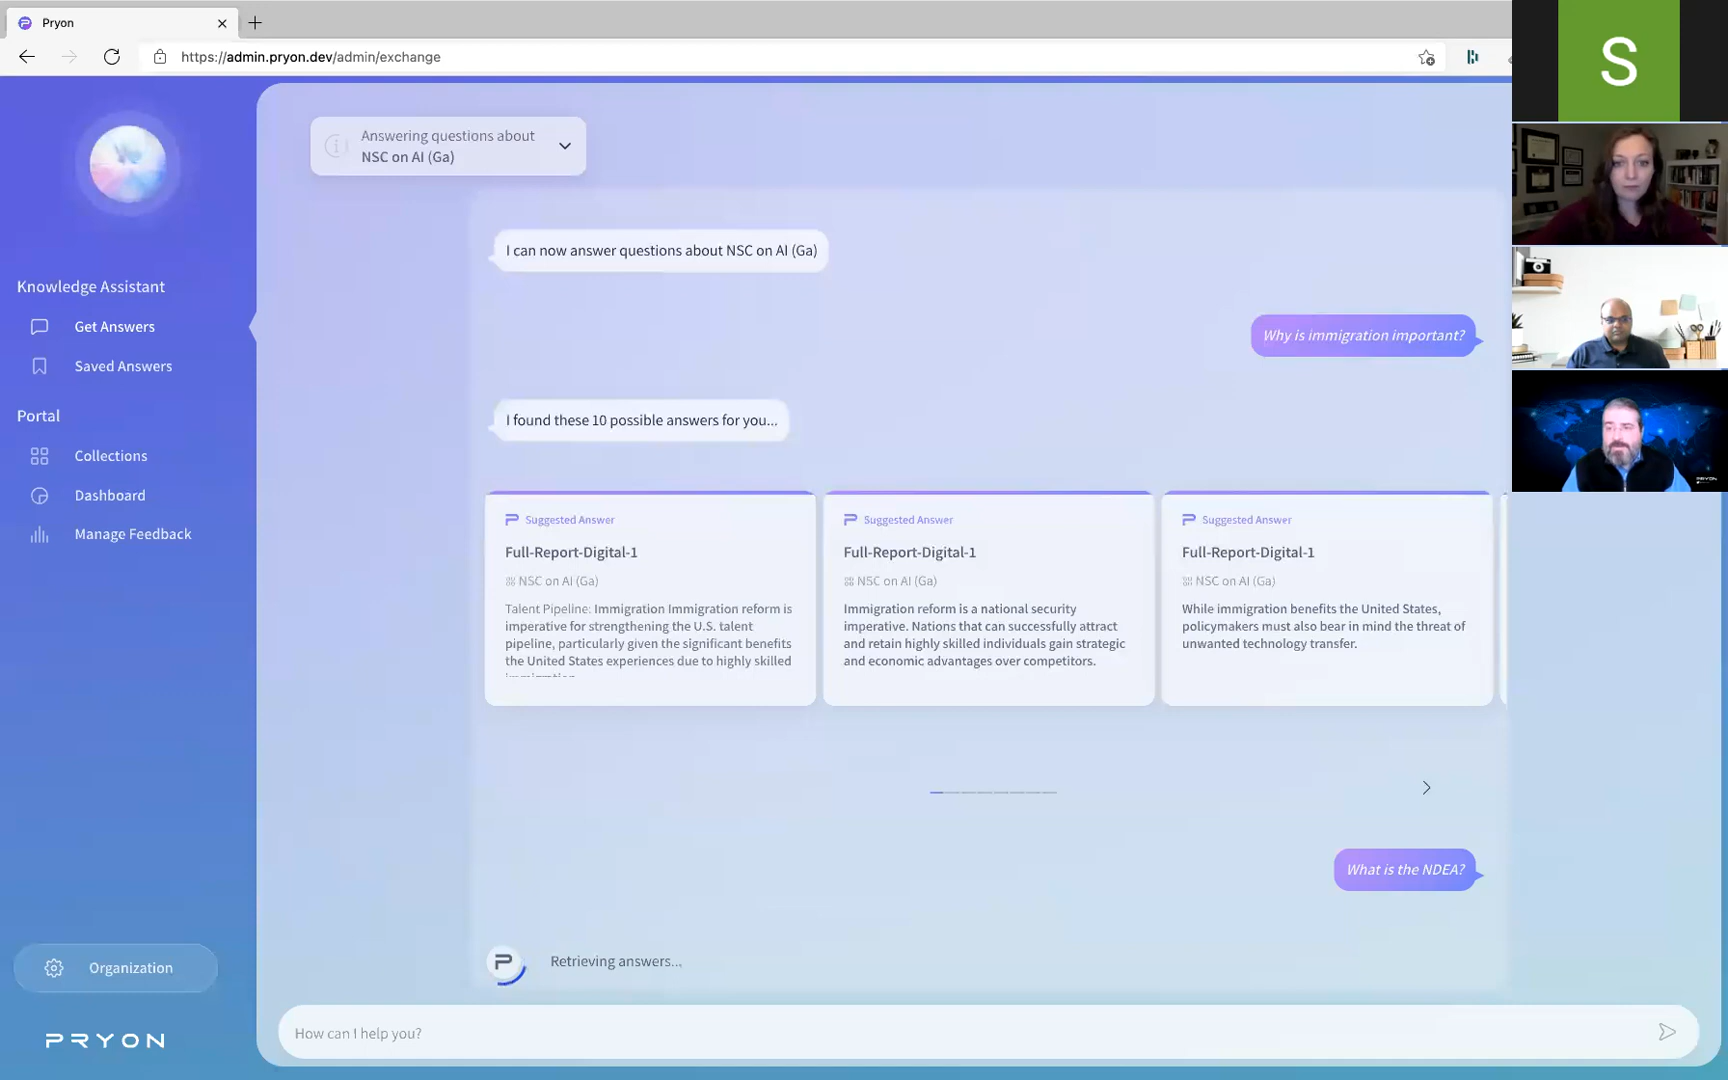 Pryon
https://admin.pryon.dev/admin/exchange
S
Answering questions about
NSC on AI (Ga)
Knowledge Assistant
Get Answers
Saved Answers
Portal
Collections
Dashboard
Manage Feedback
Organization
PRYON
I can now answer questions about NSC on AI (Ga)
Why is immigration important?
I found these 10 possible answers for you...
Suggested Answer
Full-Report-Digital-1
NSC on AI (Ga)
Talent Pipeline: Immigration Immigration reform is
imperative for strengthening the U.S. talent
pipeline, particularly given the significant benefits
the United States experiences due to highly skilled
Suggested Answer
Full-Report-Digital-1
NSC on AI (Ga)
Immigration reform is a national security
imperative. Nations that can successfully attract
and retain highly skilled individuals gain strategic
and economic advantages over competitors.
Suggested Answer
Full-Report-Digital-1
NSC on AI (Ga)
While immigration benefits the United States,
policymakers must also bear in mind the threat of
unwanted technology transfer.
What is the NDEA?
Retrieving answers...
How can I help you?
PRYON